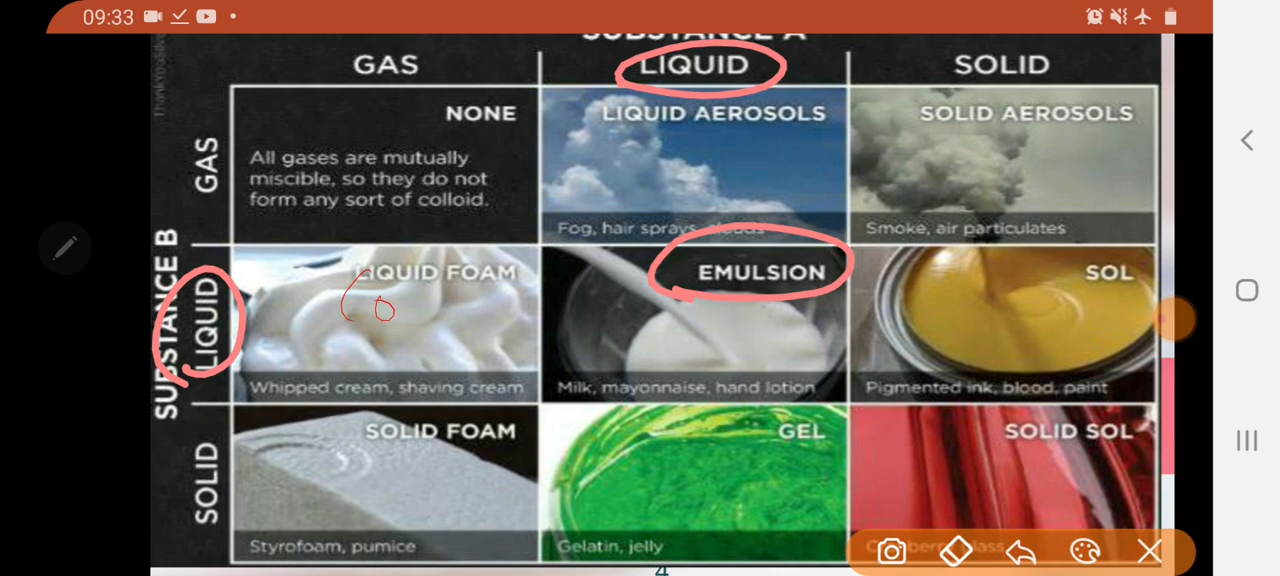 09:33
SUBSTANCE A
GAS
LIQUID
SOLID
SUBSTANCE B
GAS
NONE
All gases are mutually
miscible, so they do not
form any sort of colloid.
LIQUID AEROSOLS
Fog, hair sprays, clouds
SOLID AEROSOLS
Smoke, air particulates
LIQUID
LIQUID FOAM
Whipped cream, shaving cream
EMULSION
Milk, mayonnaise, hand lotion
SOL
Pigmented ink, blood, paint
SOLID
SOLID FOAM
Styrofoam, pumice
GEL
Gelatin, jelly
SOLID SOL
4